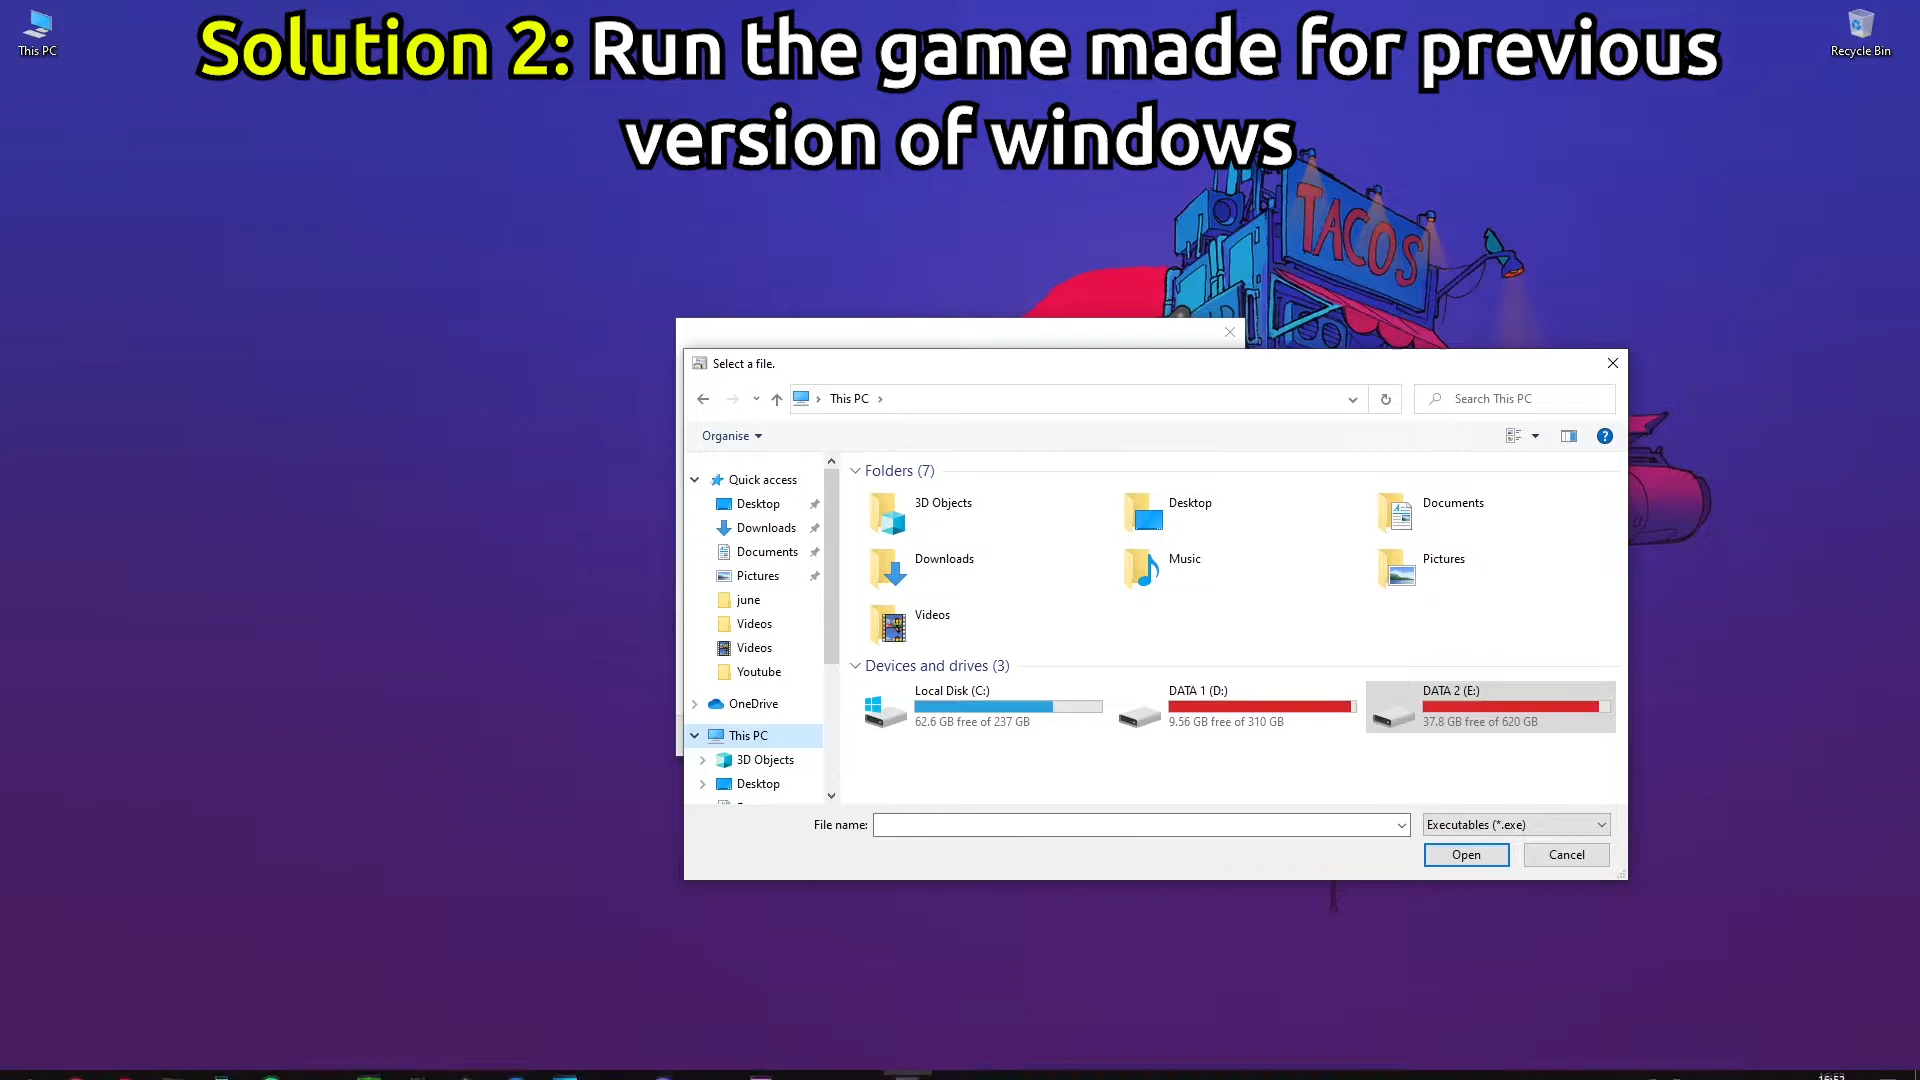 Solution 2: Run the game made for previous
version of windows
This PC
Recycle Bin
TACOS
Select a file.
This PC
Search This PC
Organise
Quick access
Desktop
Downloads
Documents
Pictures
june
Videos
Videos
Youtube
OneDrive
This PC
3D Objects
Desktop
Folders (7)
3D Objects
Desktop
Documents
Downloads
Music
Pictures
Videos
Devices and drives (3)
Local Disk (C:)
62.6 GB free of 237 GB
DATA 1 (D:)
9.56 GB free of 310 GB
DATA 2 (E:)
37.8 GB free of 620 GB
File name:
Executables (*.exe)
Open
Cancel